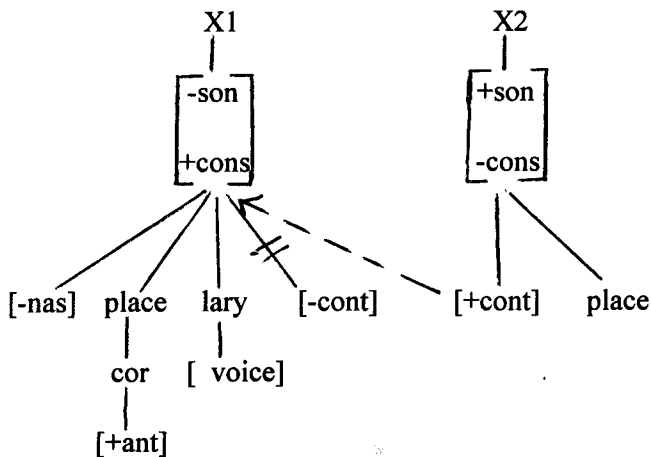 X1 X2
-son +son
+cons -cons
[-nas] place lary [-cont] [+cont] place
cor [ voice]
[+ant]